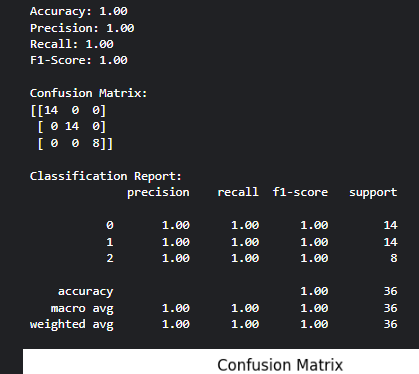 Accuracy: 1.00
Precision: 1.00
Recall: 1.00
F1-Score: 1.00
Confusion Matrix:
[[14  0  0]
 [ 0 14  0]
 [ 0  0  8]]
Classification Report:
              precision    recall  f1-score   support
           0       1.00      1.00      1.00        14
           1       1.00      1.00      1.00        14
           2       1.00      1.00      1.00         8
    accuracy                           1.00        36
   macro avg       1.00      1.00      1.00        36
weighted avg       1.00      1.00      1.00        36
Confusion Matrix